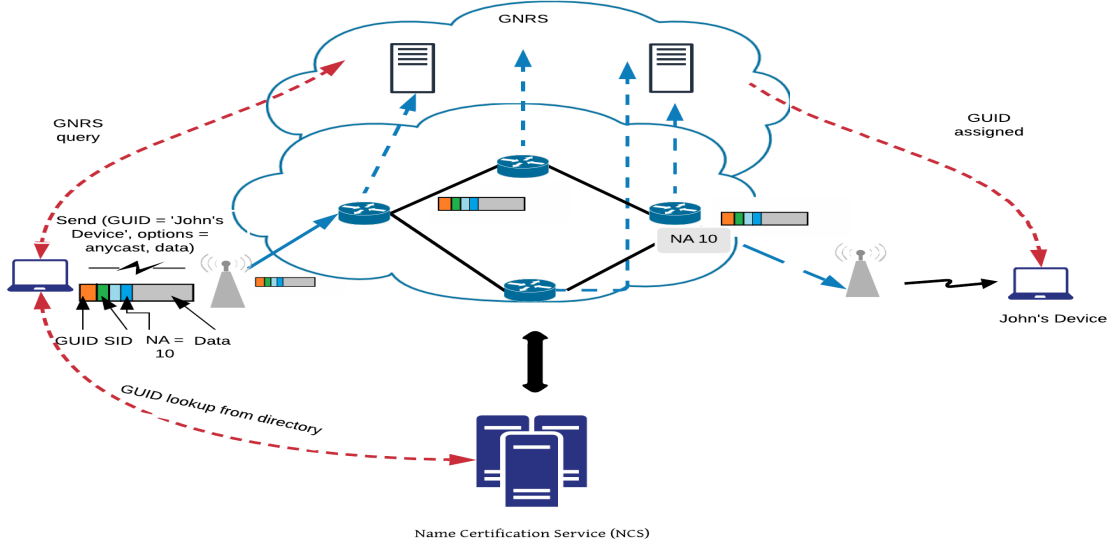 GNRS
GNRS
query
GUID
assigned
Send (GUID = 'John's
Device', options =
anycast, data)
NA 10
GUID SID NA =
10
Data
John's Device
GUID lookup from directory
Name Certification Service (NCS)